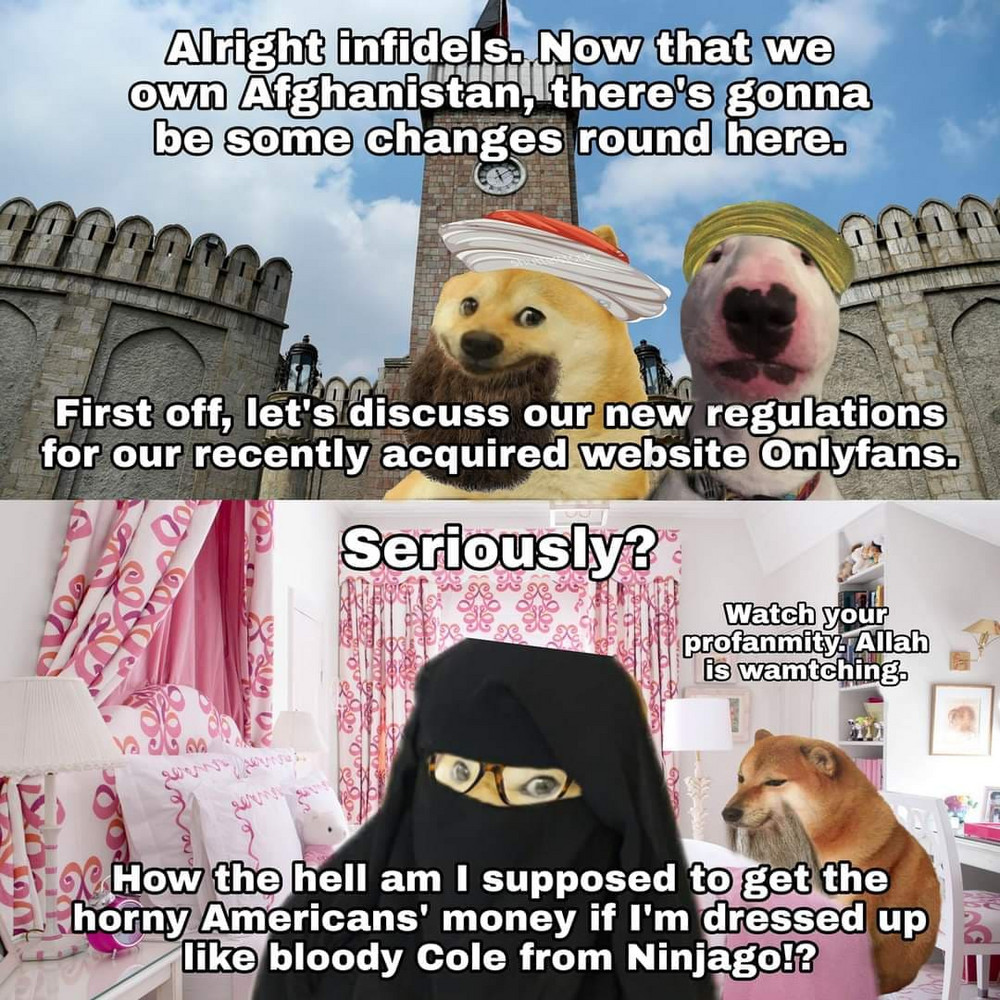 Alright infidels. Now that we
own Afghanistan, there's gonna
be some changes round here.
First off, let's discuss our new regulations
for our recently acquired website Onlyfans.
Seriously?
Watch your
profanmity. Allah
is wamtching.
How the hell am I supposed to get the
horny Americans' money if I'm dressed up
like bloody Cole from Ninjago!?